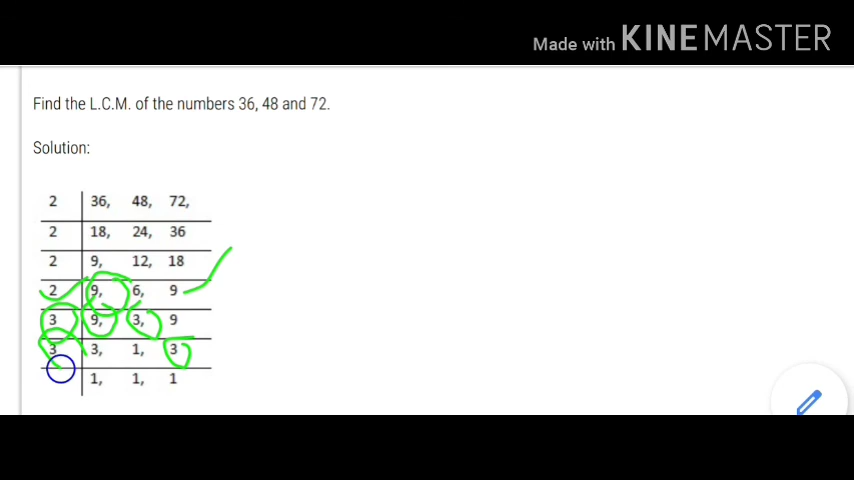 Made with KINEMASTER
Find the L.C.M. of the numbers 36, 48 and 72.
Solution:
2 36, 48, 72,
2 18, 24, 36
2 9, 12, 18
2 9, 6, 9
3 9, 3, 9
3 3, 1, 3
1, 1, 1